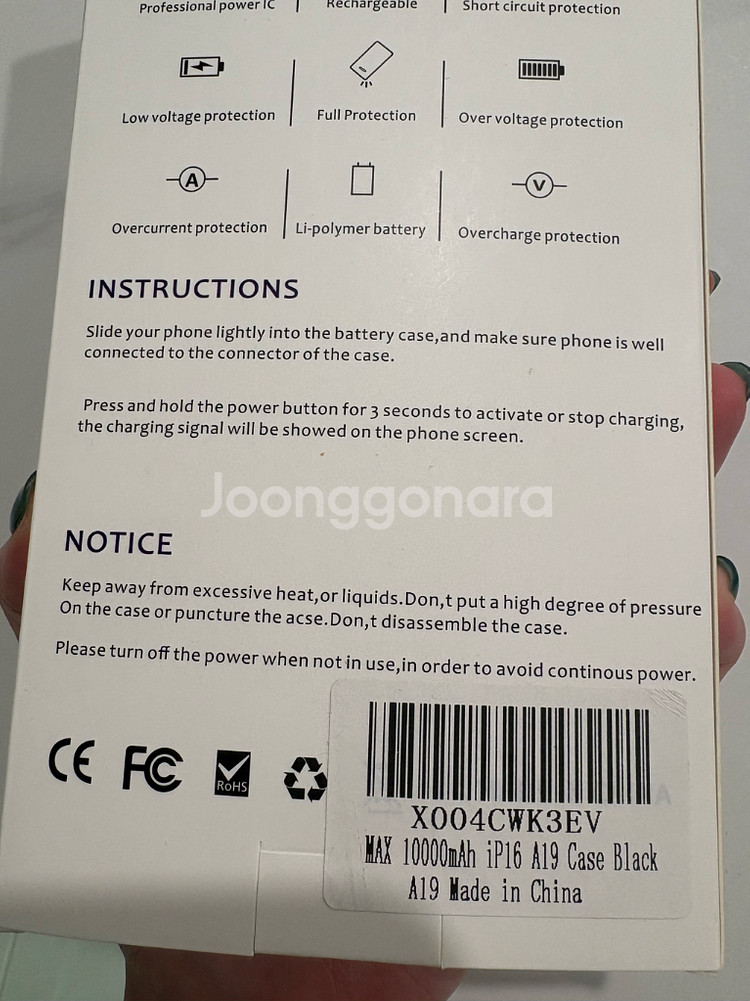 Professional power IC
Rechargeable
Short circuit protection
Low voltage protection
Full Protection
Over voltage protection
A
V
Overcurrent protection
Li-polymer battery
Overcharge protection
INSTRUCTIONS
Slide your phone lightly into the battery case,and make sure phone is well
connected to the connector of the case.
Press and hold the power button for 3 seconds to activate or stop charging,
the charging signal will be showed on the phone screen.
Joonggonara
NOTICE
Keep away from excessive heat,or liquids.Don,t put a high degree of pressure
On the case or puncture the acse.Don,t disassemble the case.
Please turn off the power when not in use,in order to avoid continous power.
CE FC RoHS
X004CWK3EV
MAX 10000mAh iP16 A19 Case Black
A19 Made in China